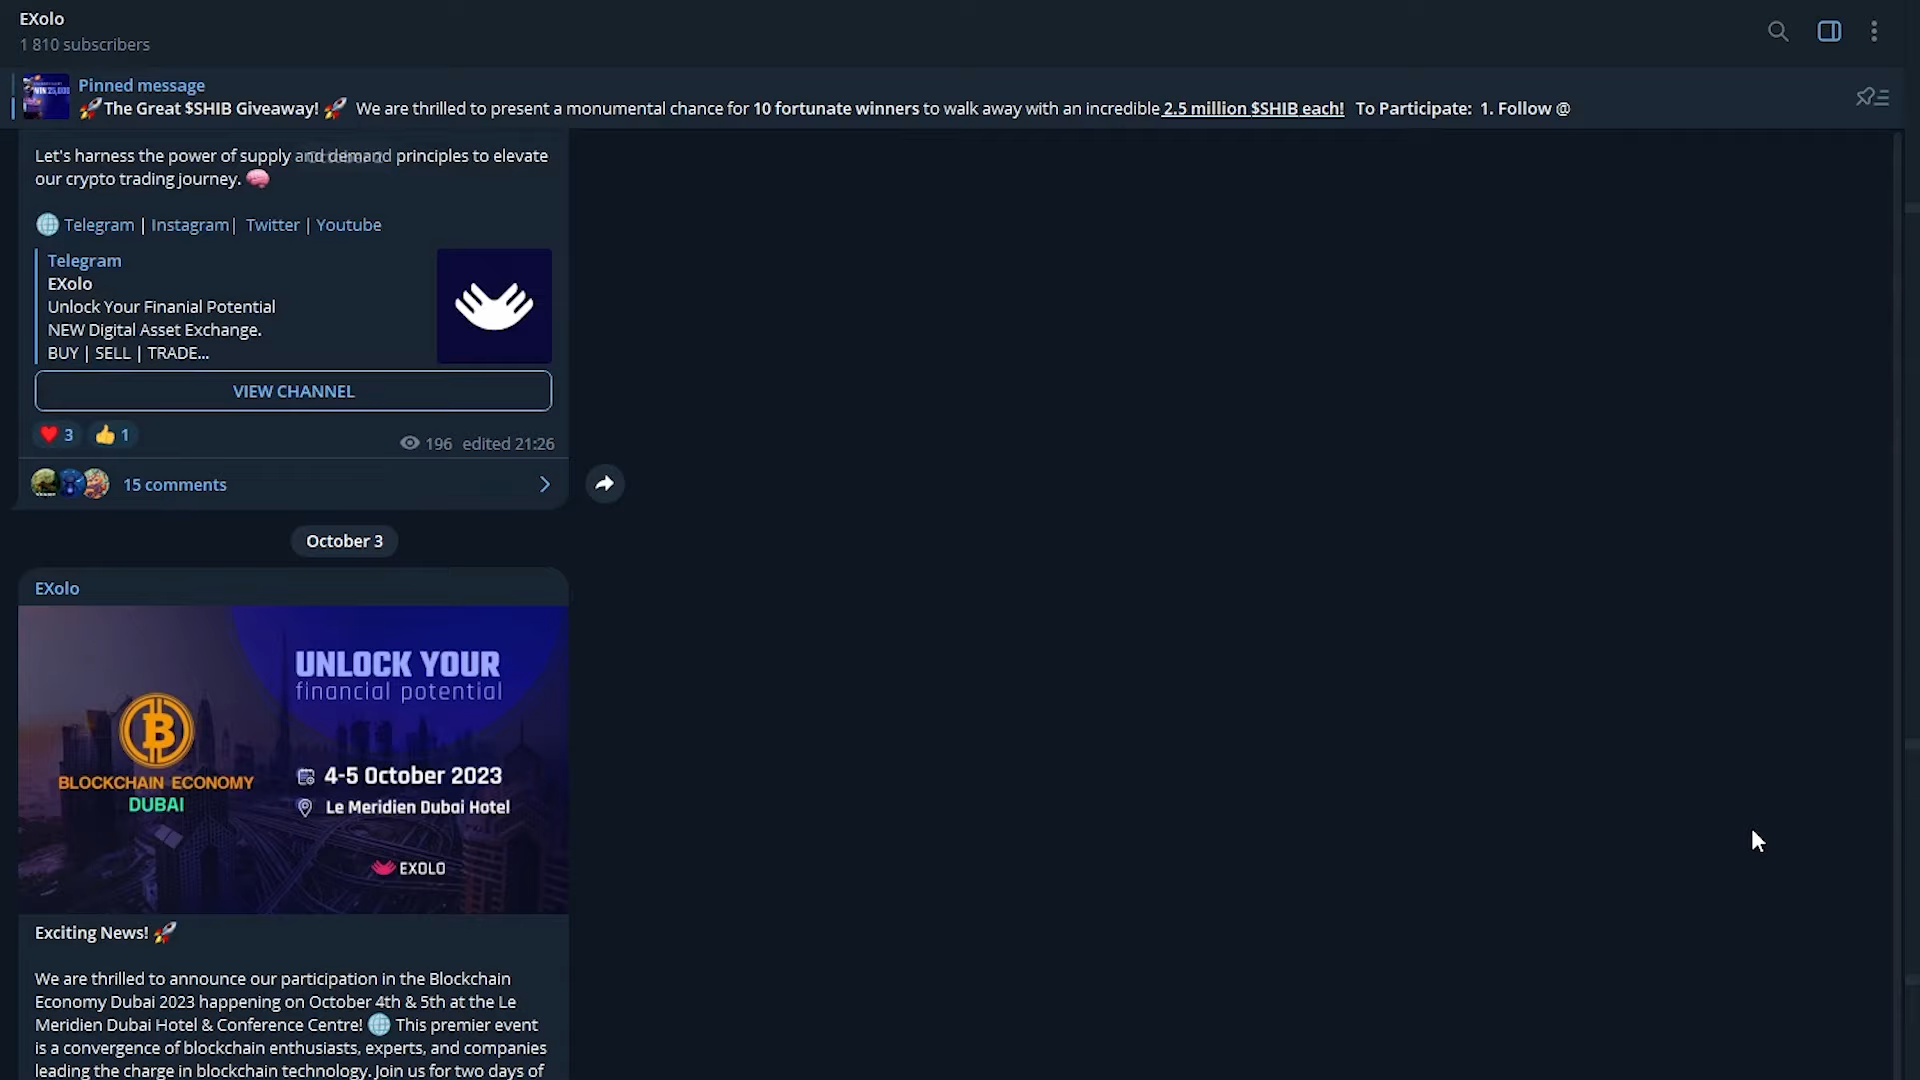 EXolo
1 810 subscribers
Pinned message
🚀The Great $SHIB Giveaway! 🚀 We are thrilled to present a monumental chance for 10 fortunate winners to walk away with an incredible 2.5 million $SHIB each! To Participate: 1. Follow @
Let's harness the power of supply and demand principles to elevate
our crypto trading journey. 🧠
🌐 Telegram | Instagram| Twitter | Youtube
Telegram
EXolo
Unlock Your Finanial Potential
NEW Digital Asset Exchange.
BUY | SELL | TRADE...
VIEW CHANNEL
❤️ 3 👍 1 196 edited 21:26
15 comments
October 3
EXolo
UNLOCK YOUR
financial potential
BLOCKCHAIN ECONOMY
DUBAI
4-5 October 2023
Le Meridien Dubai Hotel
EXOLO
Exciting News! 🚀
We are thrilled to announce our participation in the Blockchain
Economy Dubai 2023 happening on October 4th & 5th at the Le
Meridien Dubai Hotel & Conference Centre! 🌐 This premier event
is a convergence of blockchain enthusiasts, experts, and companies
leading the charge in blockchain technology. Join us for two days of